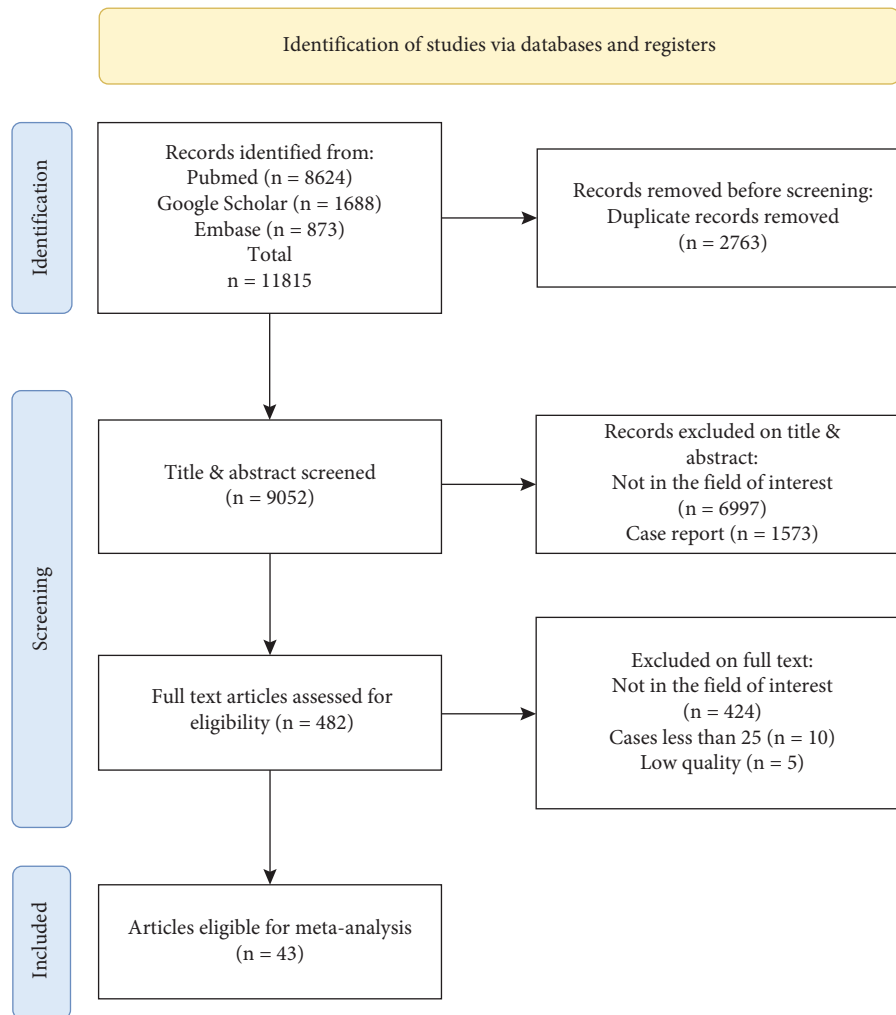 Identification of studies via databases and registers
Identification
Records identified from:
Pubmed (n = 8624)
Google Scholar (n = 1688)
Embase (n = 873)
Total
n = 11815
Records removed before screening:
Duplicate records removed
(n = 2763)
Screening
Title & abstract screened
(n = 9052)
Records excluded on title &
abstract:
Not in the field of interest
(n = 6997)
Case report (n = 1573)
Full text articles assessed for
eligibility (n = 482)
Excluded on full text:
Not in the field of interest
(n = 424)
Cases less than 25 (n = 10)
Low quality (n = 5)
Included
Articles eligible for meta-analysis
(n = 43)